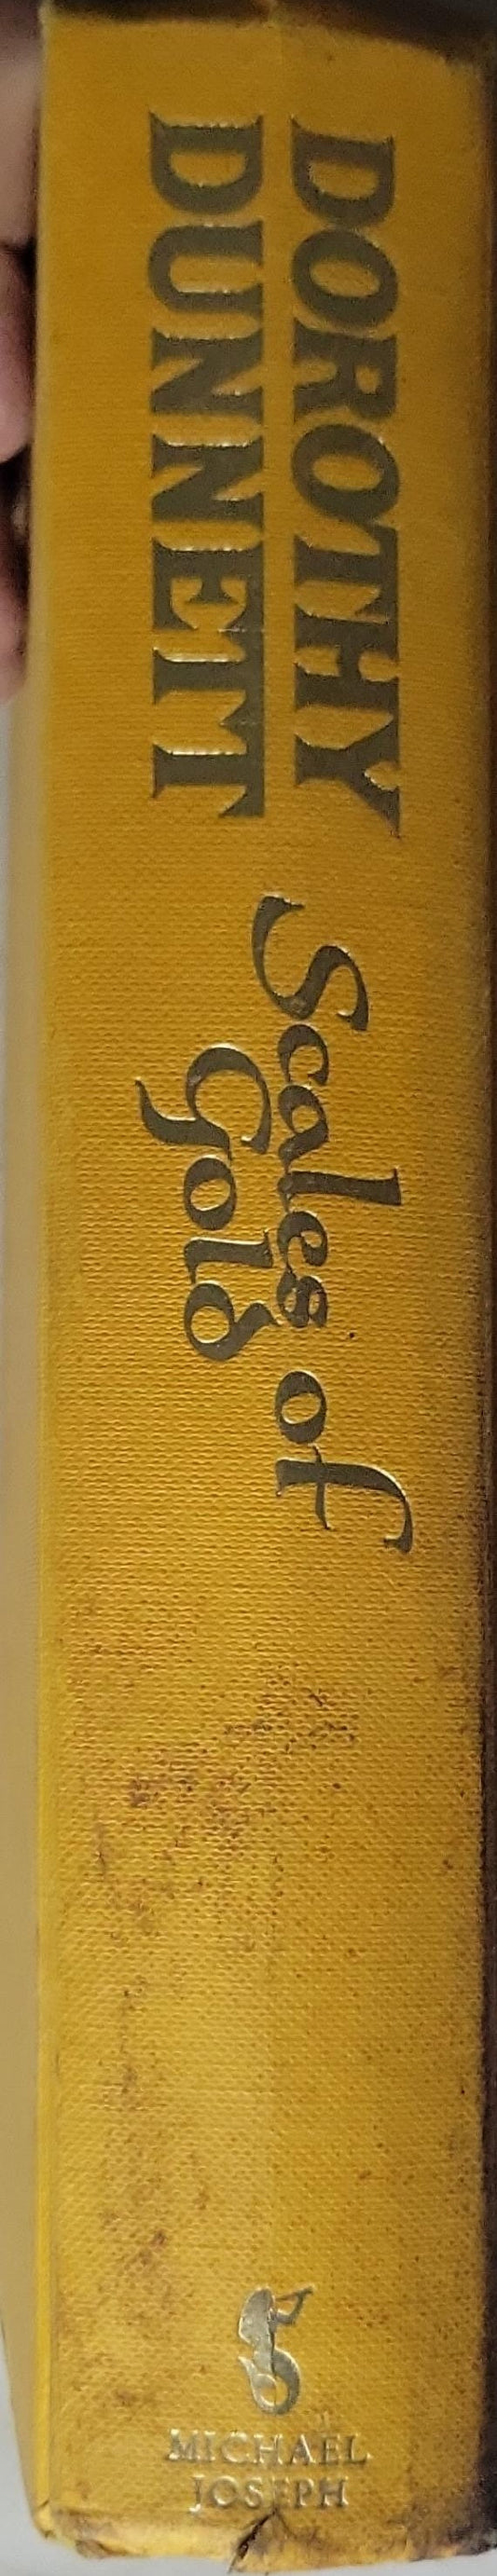 DOROTHY
DUNNETT
Scales of
Gold
MICHAEL
JOSEPH